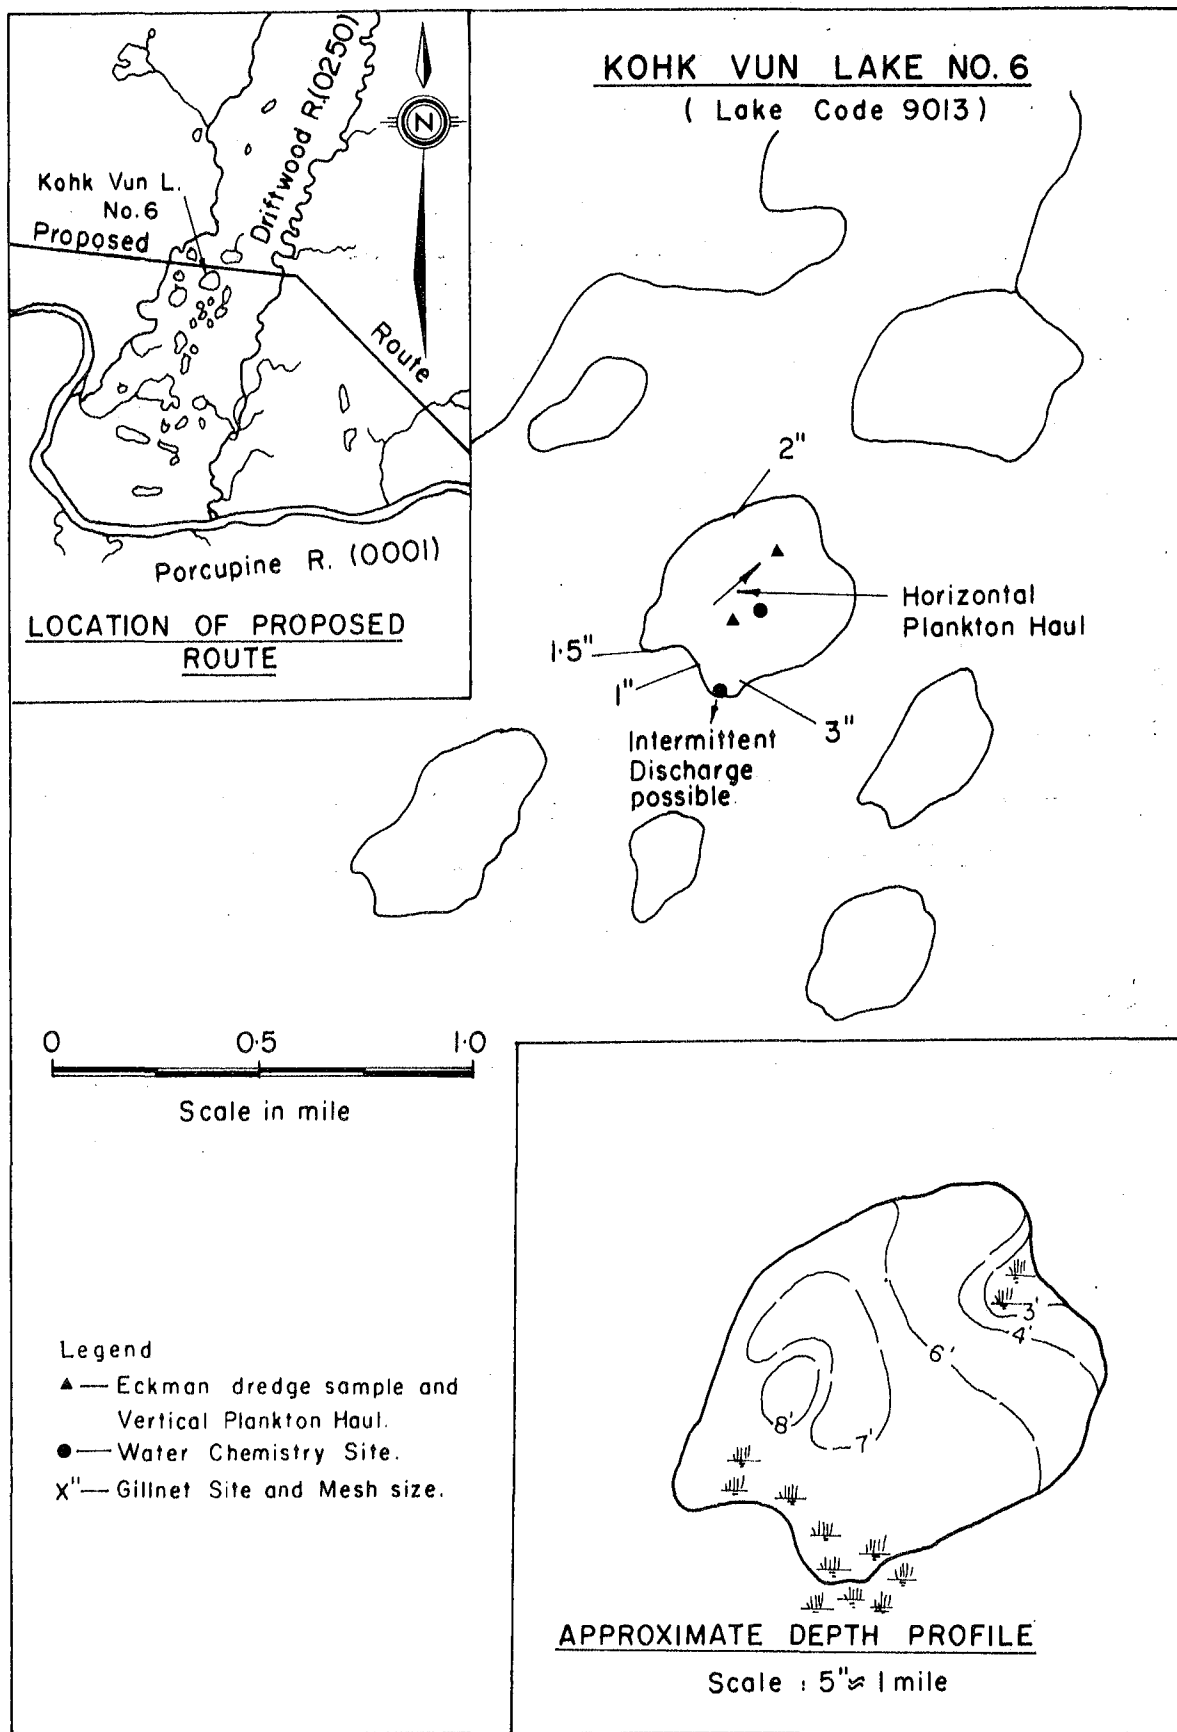 KOHK VUN LAKE NO. 6
( Lake Code 9013 )
N
Driftwood R.(0250)
Kohk Vun L.
No.6
Proposed
Route
Porcupine R. (0001)
LOCATION OF PROPOSED
ROUTE
2"
Horizontal
Plankton Haul
1·5"
1"
3"
Intermittent
Discharge
possible
0 0·5 1·0
Scale in mile
Legend
▲ — Eckman dredge sample and
Vertical Plankton Haul.
● — Water Chemistry Site.
X" — Gillnet Site and Mesh size.
3'
4'
6'
8'
7'
APPROXIMATE DEPTH PROFILE
Scale : 5" ≈ 1 mile